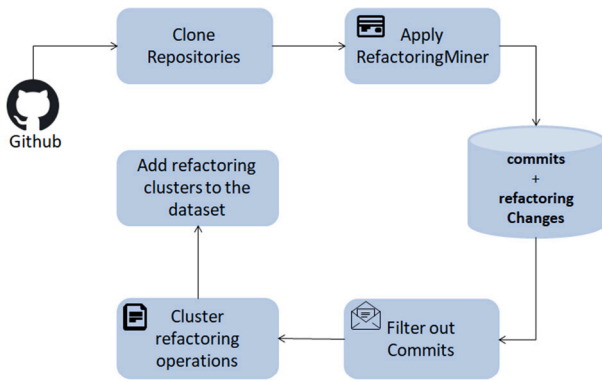 Clone
Repositories
Apply
RefactoringMiner
Github
commits
+
refactoring
Changes
Add refactoring
clusters to the
dataset
Cluster
refactoring
operations
Filter out
Commits